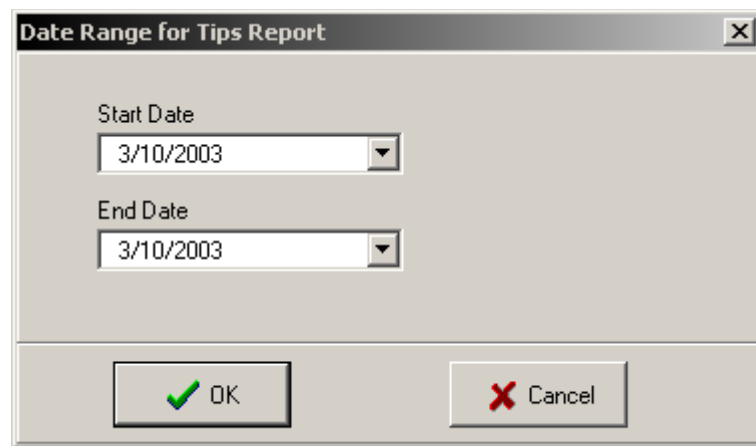 Date Range for Tips Report
Start Date
3/10/2003
End Date
3/10/2003
OK
Cancel